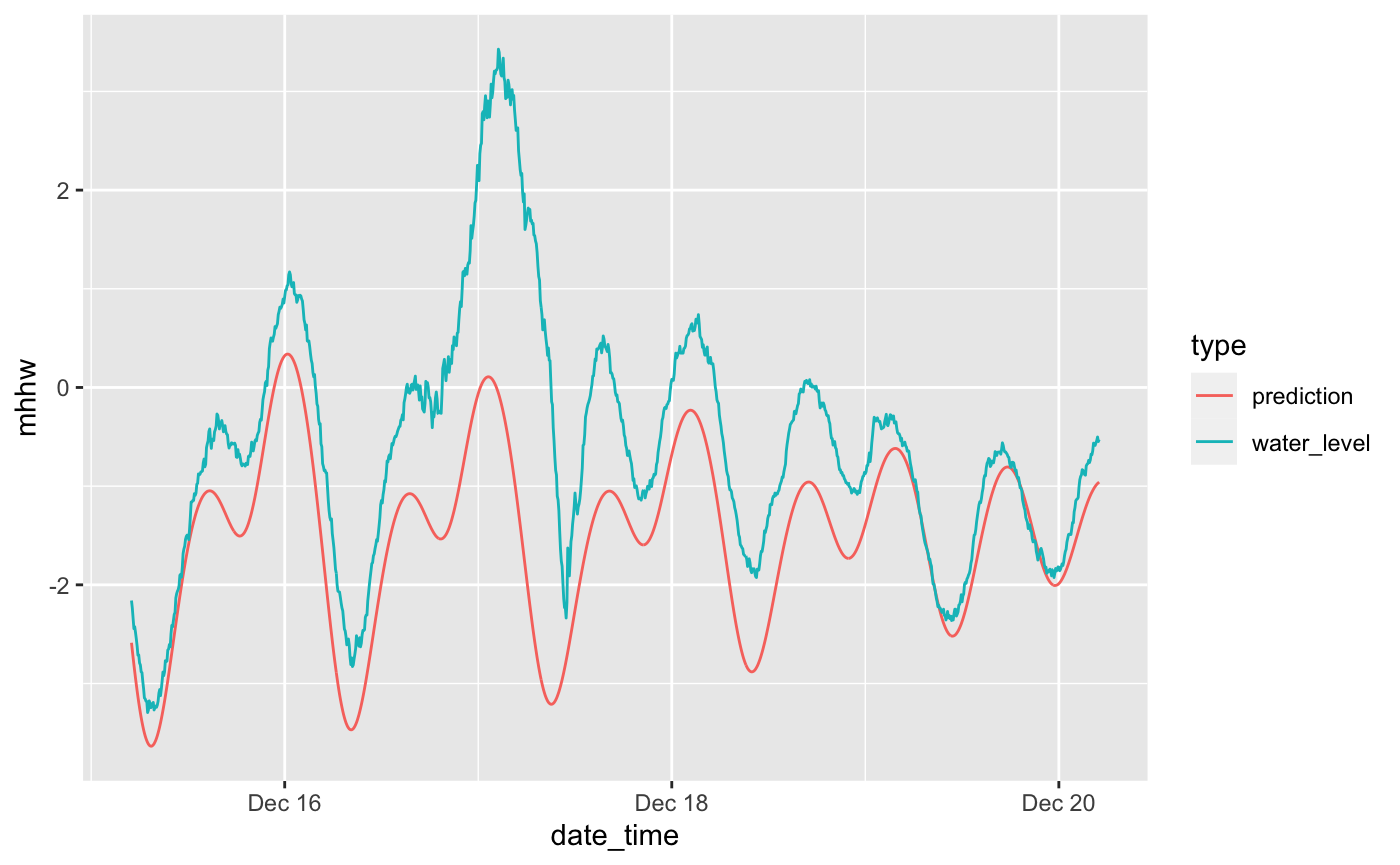 2
0
-2
mhhw
Dec 16
Dec 18
Dec 20
date_time
type
prediction
water_level